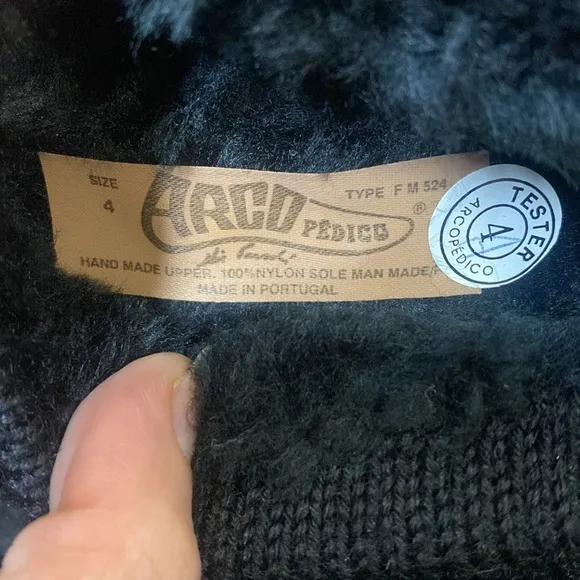 SIZE
4
ARCO PÉDICO ®
TYPE F M 524
HAND MADE UPPER. 100%NYLON SOLE MAN MADE/
MADE IN PORTUGAL
TESTER
4
ARCOPÉDICO